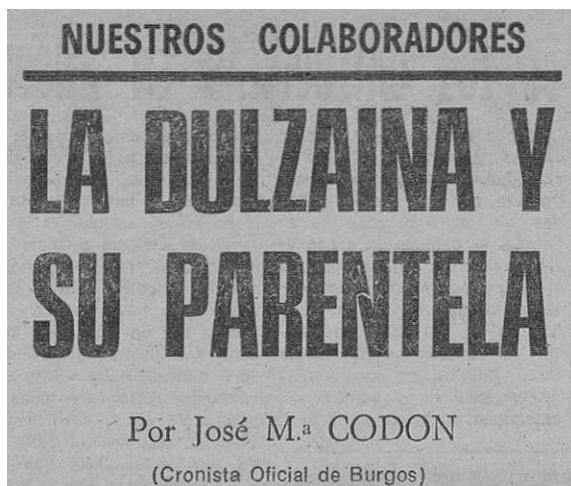 NUESTROS COLABORADORES
LA DULZAINA Y
SU PARENTELA
Por José M.ª CODON
(Cronista Oficial de Burgos)